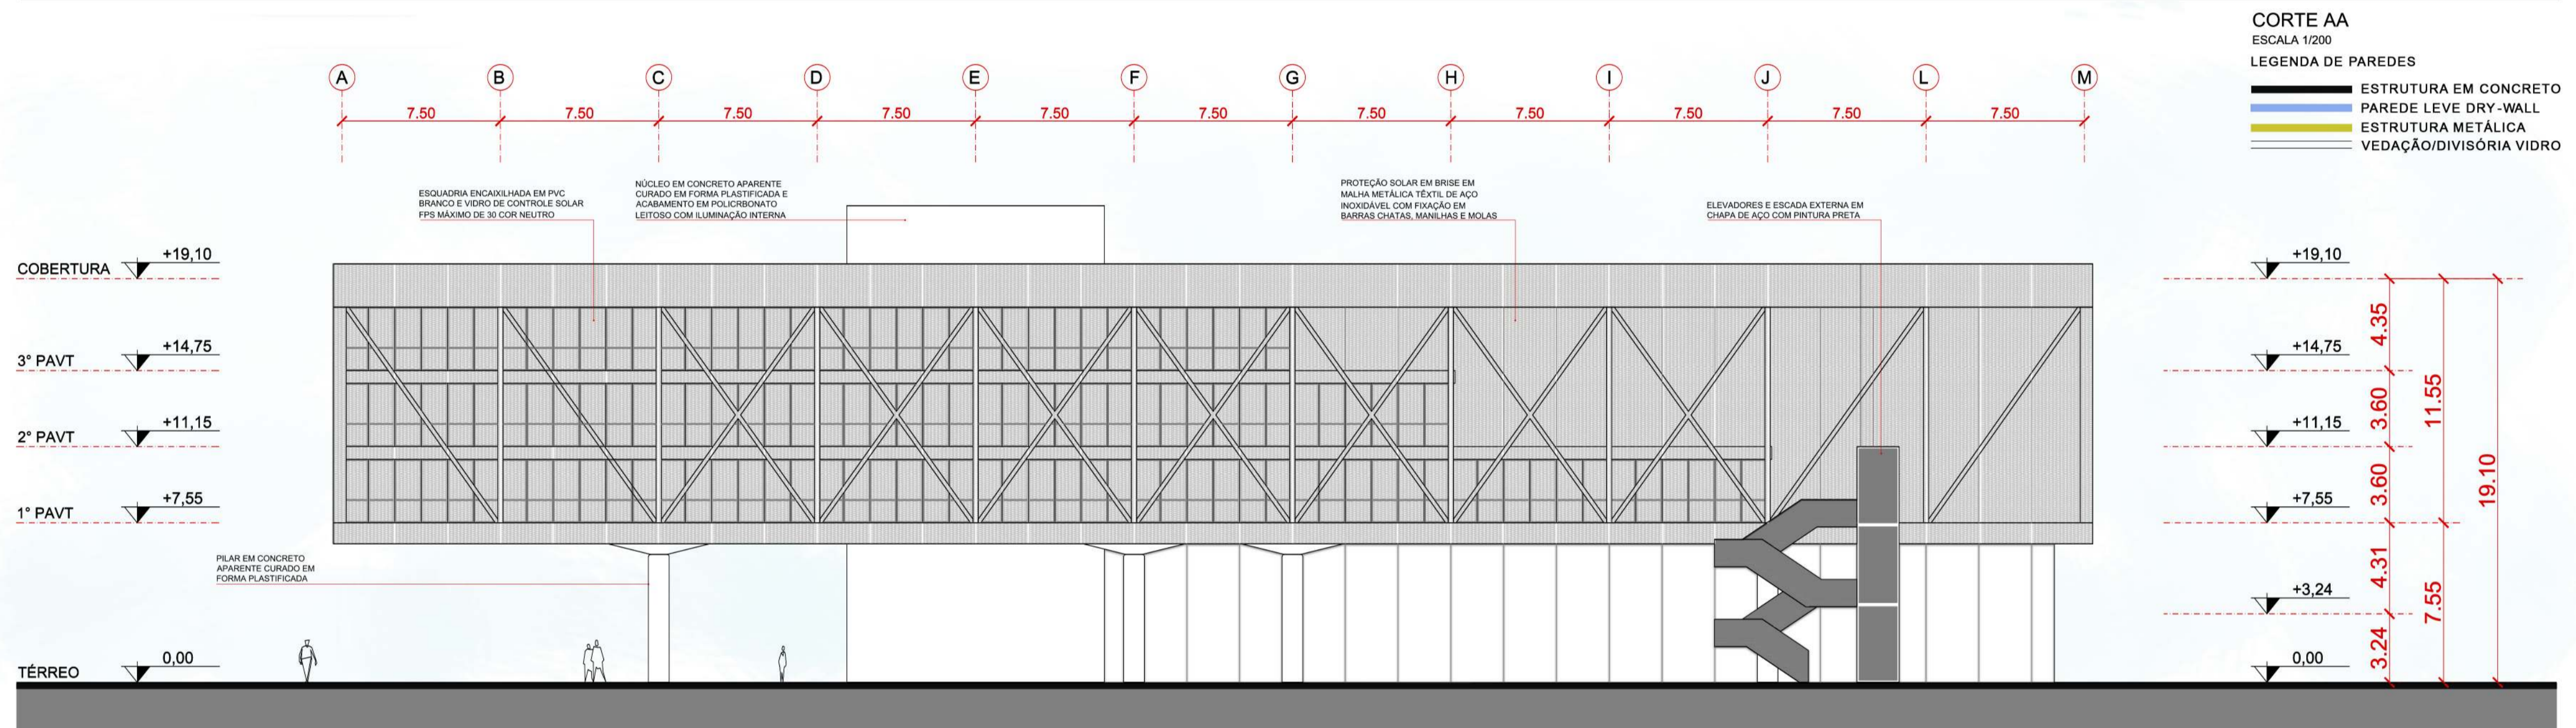 CORTE AA
ESCALA 1/200
LEGENDA DE PAREDES
ESTRUTURA EM CONCRETO
PAREDE LEVE DRY-WALL
ESTRUTURA METÁLICA
VEDAÇÃO/DIVISÓRIA VIDRO
A B C D E F G H I J L M
7.50 7.50 7.50 7.50 7.50 7.50 7.50 7.50 7.50 7.50 7.50
ESQUADRIA ENCAIXILHADA EM PVC
BRANCO E VIDRO DE CONTROLE SOLAR
FPS MÁXIMO DE 30 COR NEUTRO
NÚCLEO EM CONCRETO APARENTE
CURADO EM FORMA PLASTIFICADA E
ACABAMENTO EM POLICRBONATO
LEITOSO COM ILUMINAÇÃO INTERNA
PROTEÇÃO SOLAR EM BRISE EM
MALHA METÁLICA TÊXTIL DE AÇO
INOXIDÁVEL COM FIXAÇÃO EM
BARRAS CHATAS, MANILHAS E MOLAS
ELEVADORES E ESCADA EXTERNA EM
CHAPA DE AÇO COM PINTURA PRETA
COBERTURA +19,10
3° PAVT +14,75
2° PAVT +11,15
1° PAVT +7,55
PILAR EM CONCRETO
APARENTE CURADO EM
FORMA PLASTIFICADA
TÉRREO 0,00
+19,10
+14,75
+11,15
+7,55
+3,24
0,00
4.35
3.60
3.60
4.31
3.24
11.55
7.55
19.10